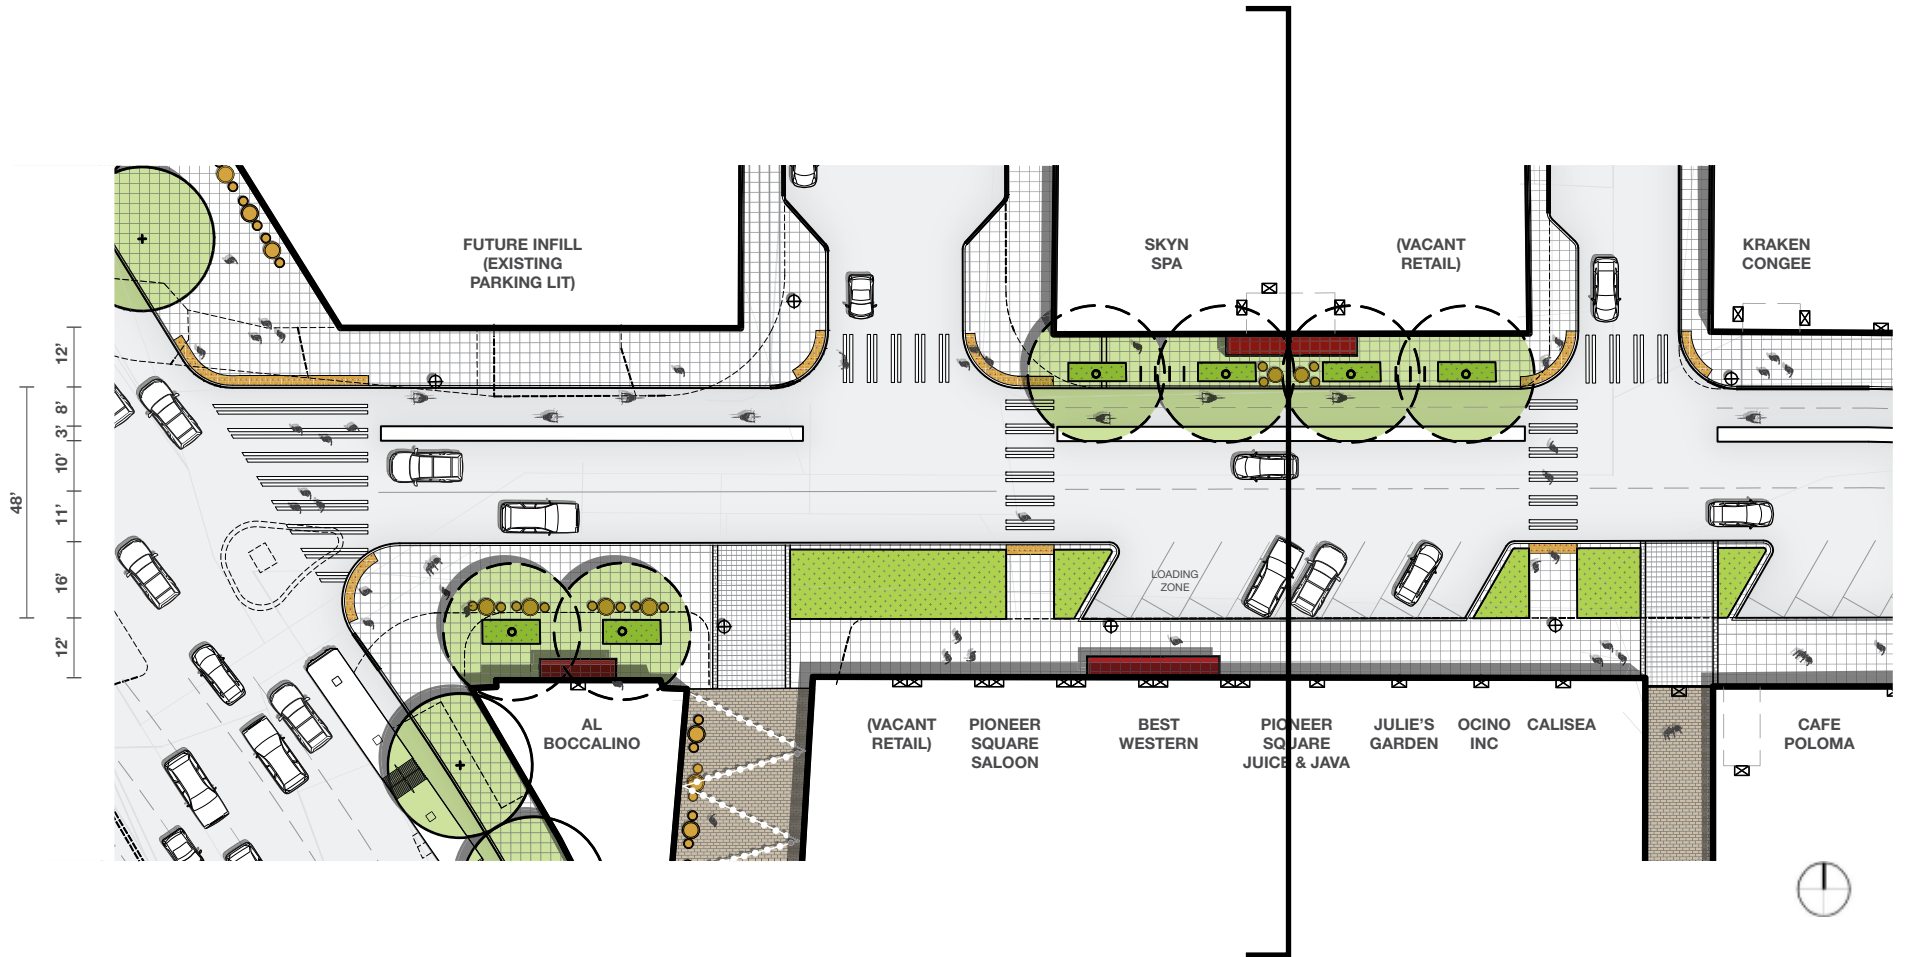 FUTURE INFILL
(EXISTING
PARKING LIT)
SKYN
SPA
(VACANT
RETAIL)
KRAKEN
CONGEE
12'
8'
3'
10'
11'
16'
12'
48'
LOADING
ZONE
AL
BOCCALINO
(VACANT
RETAIL)
PIONEER
SQUARE
SALOON
BEST
WESTERN
PIONEER
SQUARE
JUICE & JAVA
JULIE'S
GARDEN
OCINO
INC
CALISEA
CAFE
POLOMA